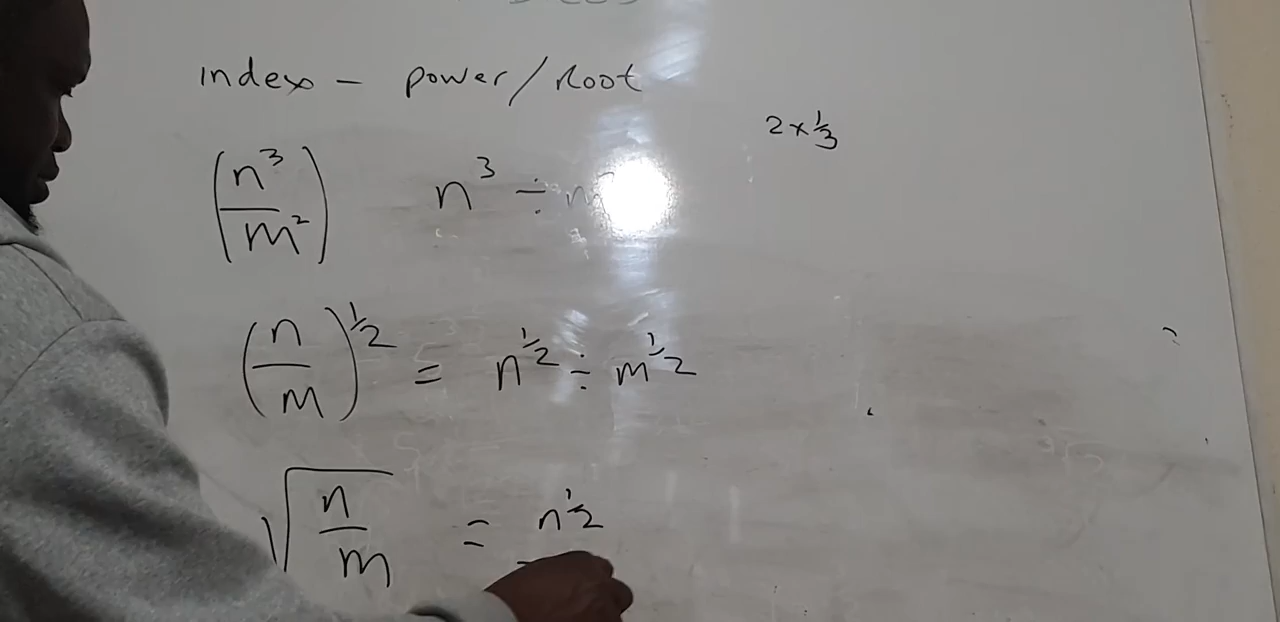 index – power/Root
2 × 1/3
(n³/m²) n³ ÷ m
(n/m)^1/2 = n^1/2 ÷ m^1/2
√(n/m) = n^1/2